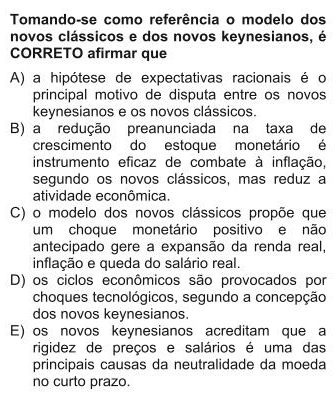 Tomando-se como referência o modelo dos
novos clássicos e dos novos keynesianos, é
CORRETO afirmar que
A) a hipótese de expectativas racionais é o
principal motivo de disputa entre os novos
keynesianos e os novos clássicos.
B) a redução preanunciada na taxa de
crescimento do estoque monetário é
instrumento eficaz de combate à inflação,
segundo os novos clássicos, mas reduz a
atividade econômica.
C) o modelo dos novos clássicos propõe que
um choque monetário positivo e não
antecipado gere a expansão da renda real,
inflação e queda do salário real.
D) os ciclos econômicos são provocados por
choques tecnológicos, segundo a concepção
dos novos keynesianos.
E) os novos keynesianos acreditam que a
rigidez de preços e salários é uma das
principais causas da neutralidade da moeda
no curto prazo.